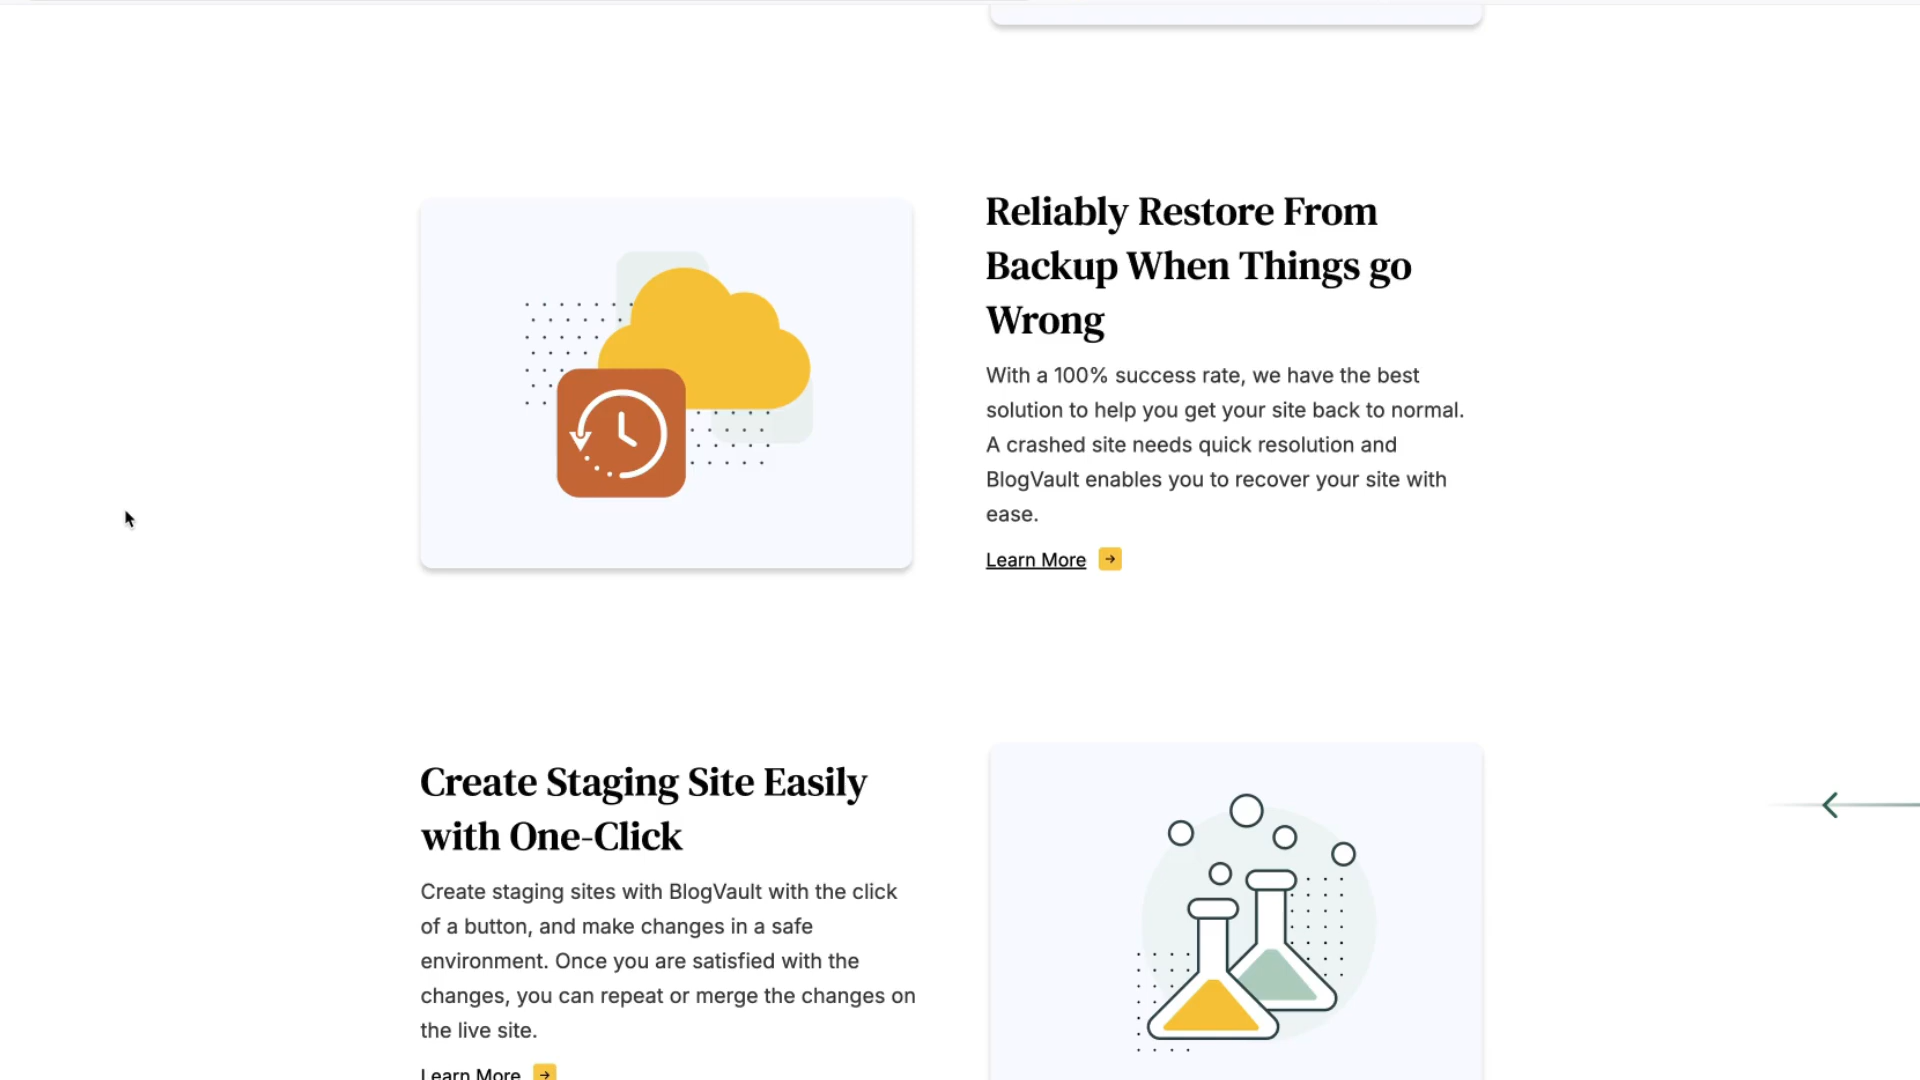 Reliably Restore From
Backup When Things go
Wrong
With a 100% success rate, we have the best
solution to help you get your site back to normal.
A crashed site needs quick resolution and
BlogVault enables you to recover your site with
ease.
Learn More
Create Staging Site Easily
with One-Click
Create staging sites with BlogVault with the click
of a button, and make changes in a safe
environment. Once you are satisfied with the
changes, you can repeat or merge the changes on
the live site.
Learn More